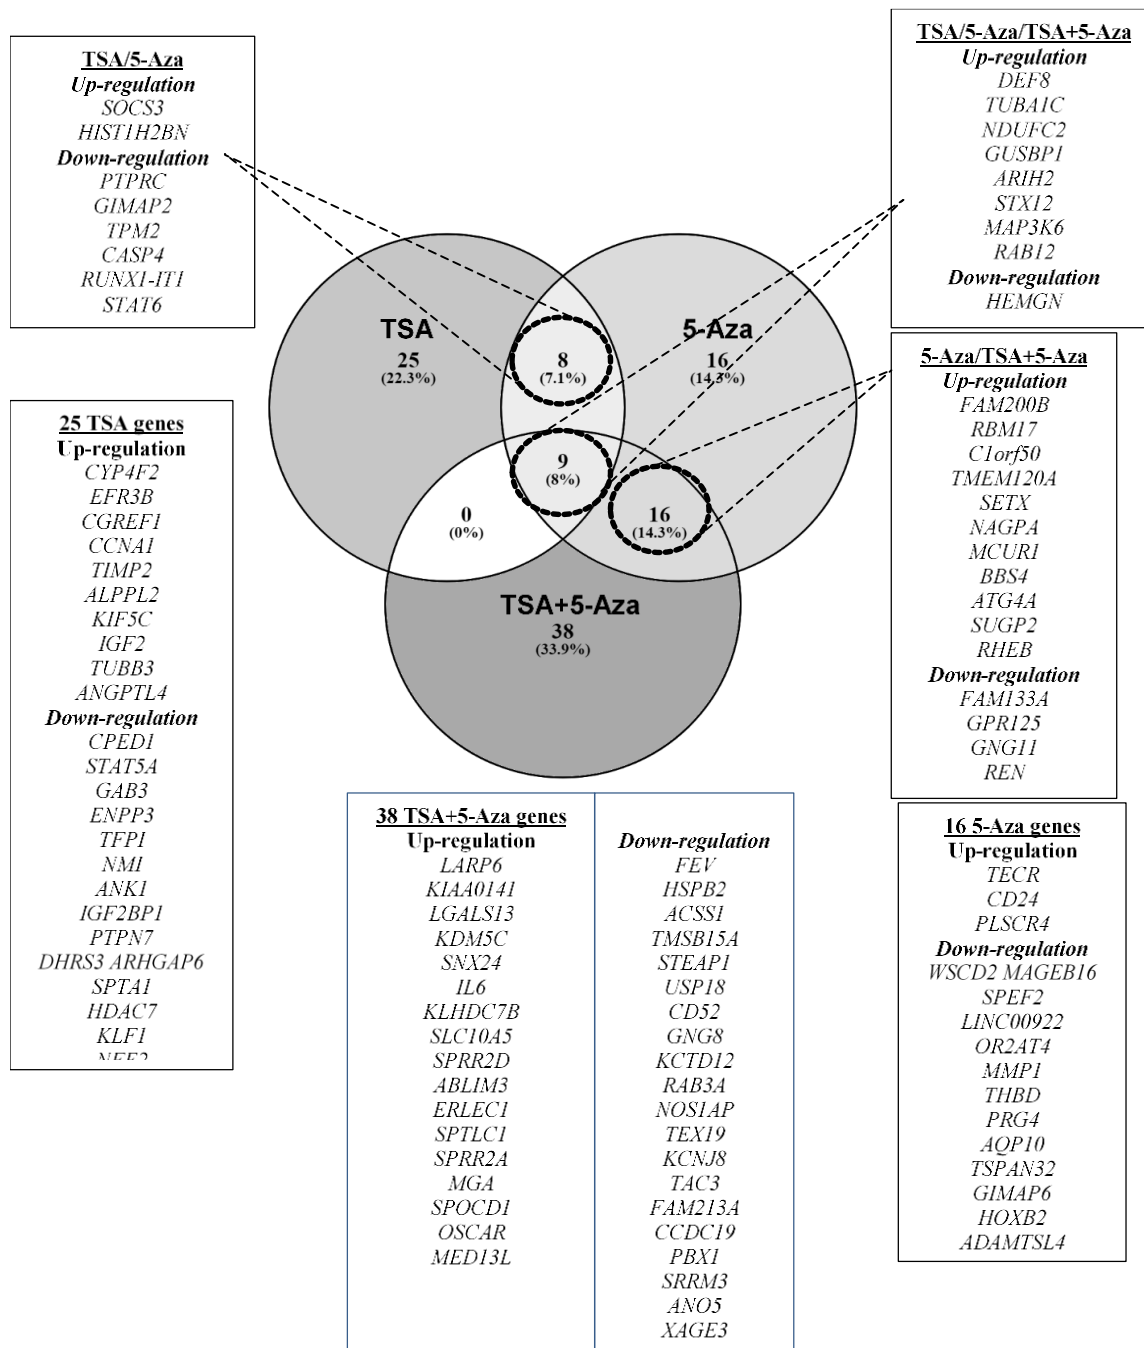 TSA/5-Aza
Up-regulation
SOCS3
HIST1H2BN
Down-regulation
PTPRC
GIMAP2
TPM2
CASP4
RUNX1-IT1
STAT6
TSA/5-Aza/TSA+5-Aza
Up-regulation
DEF8
TUBA1C
NDUFC2
GUSBP1
ARIH2
STX12
MAP3K6
RAB12
Down-regulation
HEMGN
TSA
25
(22.3%)
8
(7.1%)
5-Aza
16
(14.3%)
9
(8%)
0
(0%)
16
(14.3%)
TSA+5-Aza
38
(33.9%)
5-Aza/TSA+5-Aza
Up-regulation
FAM200B
RBM17
C1orf50
TMEM120A
SETX
NAGPA
MCUR1
BBS4
ATG4A
SUGP2
RHEB
Down-regulation
FAM133A
GPR125
GNG11
REN
25 TSA genes
Up-regulation
CYP4F2
EFR3B
CGREF1
CCNA1
TIMP2
ALPPL2
KIF5C
IGF2
TUBB3
ANGPTL4
Down-regulation
CPED1
STAT5A
GAB3
ENPP3
TFPI
NMI
ANK1
IGF2BP1
PTPN7
DHRS3 ARHGAP6
SPTA1
HDAC7
KLF1
38 TSA+5-Aza genes
Up-regulation
LARP6
KIAA0141
LGALS13
KDM5C
SNX24
IL6
KLHDC7B
SLC10A5
SPRR2D
ABLIM3
ERLEC1
SPTLC1
SPRR2A
MGA
SPOCD1
OSCAR
MED13L
Down-regulation
FEV
HSPB2
ACSS1
TMSB15A
STEAP1
USP18
CD52
GNG8
KCTD12
RAB3A
NOS1AP
TEX19
KCNJ8
TAC3
FAM213A
CCDC19
PBX1
SRRM3
ANO5
XAGE3
16 5-Aza genes
Up-regulation
TECR
CD24
PLSCR4
Down-regulation
WSCD2 MAGEB16
SPEF2
LINC00922
OR2AT4
MMP1
THBD
PRG4
AQP10
TSPAN32
GIMAP6
HOXB2
ADAMTSL4